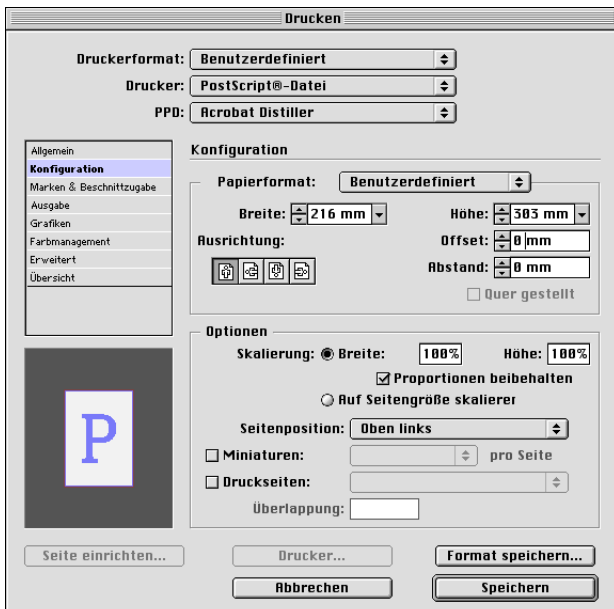 Drucken
Druckerformat: Benutzerdefiniert
Drucker: PostScript®-Datei
PPD: Acrobat Distiller
Allgemein
Konfiguration
Marken & Beschnittzugabe
Ausgabe
Grafiken
Farbmanagement
Erweitert
Übersicht
Konfiguration
Papierformat: Benutzerdefiniert
Breite: 216 mm Höhe: 303 mm
Ausrichtung: Offset: 0 mm
Abstand: 0 mm
Quer gestellt
Optionen
Skalierung: Breite: 100% Höhe: 100%
Proportionen beibehalten
Auf Seitengröße skalierer
Seitenposition: Oben links
Miniaturen: pro Seite
Druckseiten:
Überlappung:
P
Seite einrichten... Drucker... Format speichern...
Abbrechen Speichern